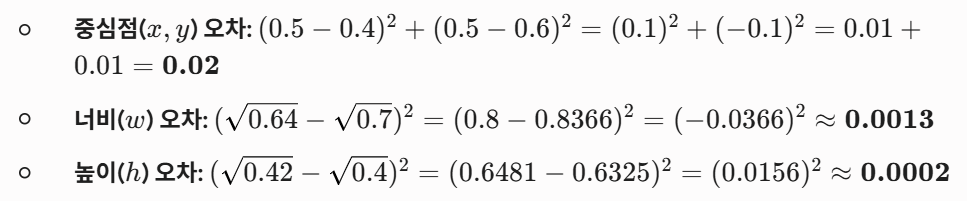 ○ 중심점(x, y) 오차: (0.5 − 0.4)² + (0.5 − 0.6)² = (0.1)² + (−0.1)² = 0.01 +
0.01 = 0.02
○ 너비(w) 오차: (√0.64 − √0.7)² = (0.8 − 0.8366)² = (−0.0366)² ≈ 0.0013
○ 높이(h) 오차: (√0.42 − √0.4)² = (0.6481 − 0.6325)² = (0.0156)² ≈ 0.0002